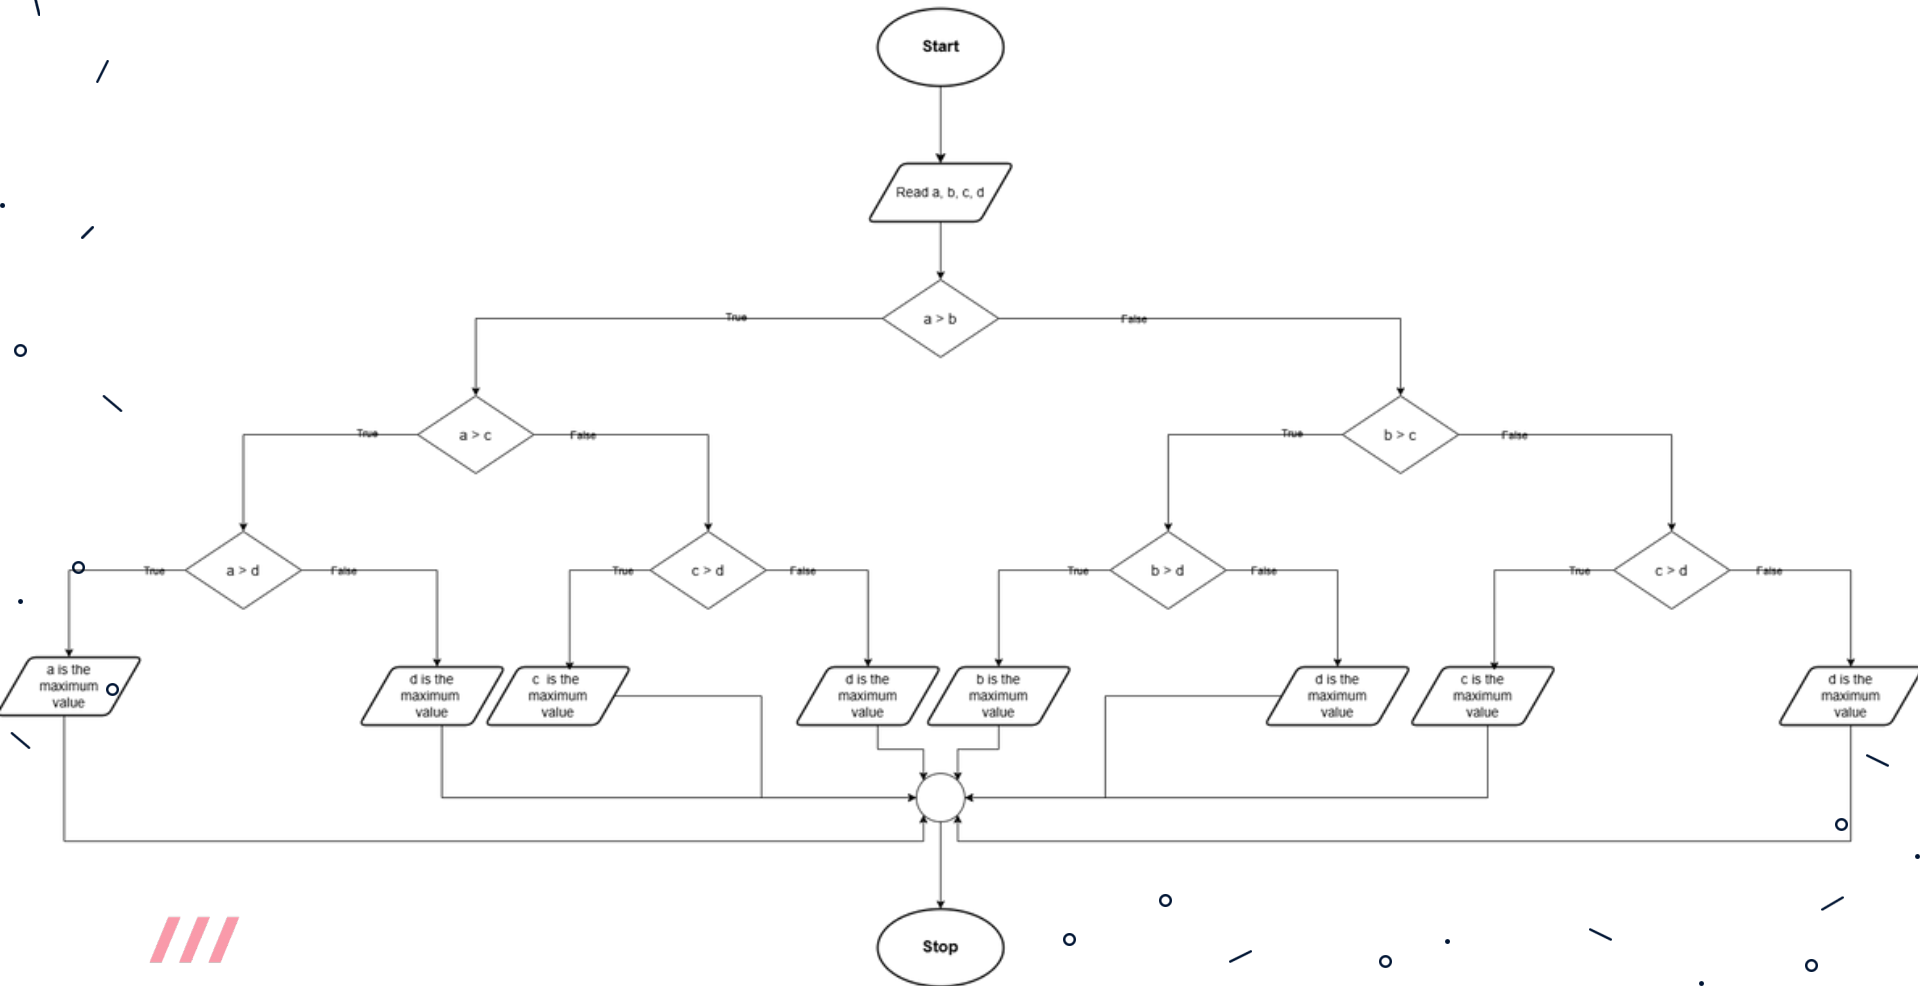 Start
Read a, b, c, d
a > b
True
False
a > c
True
False
b > c
True
False
a > d
True
False
c > d
True
False
b > d
True
False
c > d
True
False
a is the
maximum
value
d is the
maximum
value
c is the
maximum
value
d is the
maximum
value
b is the
maximum
value
d is the
maximum
value
c is the
maximum
value
d is the
maximum
value
Stop